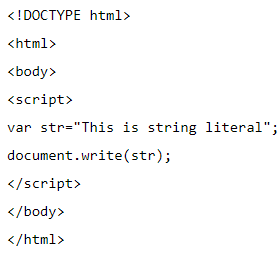 <!DOCTYPE html>
<html>
<body>
<script>
var str="This is string literal";
document.write(str);
</script>
</body>
</html>